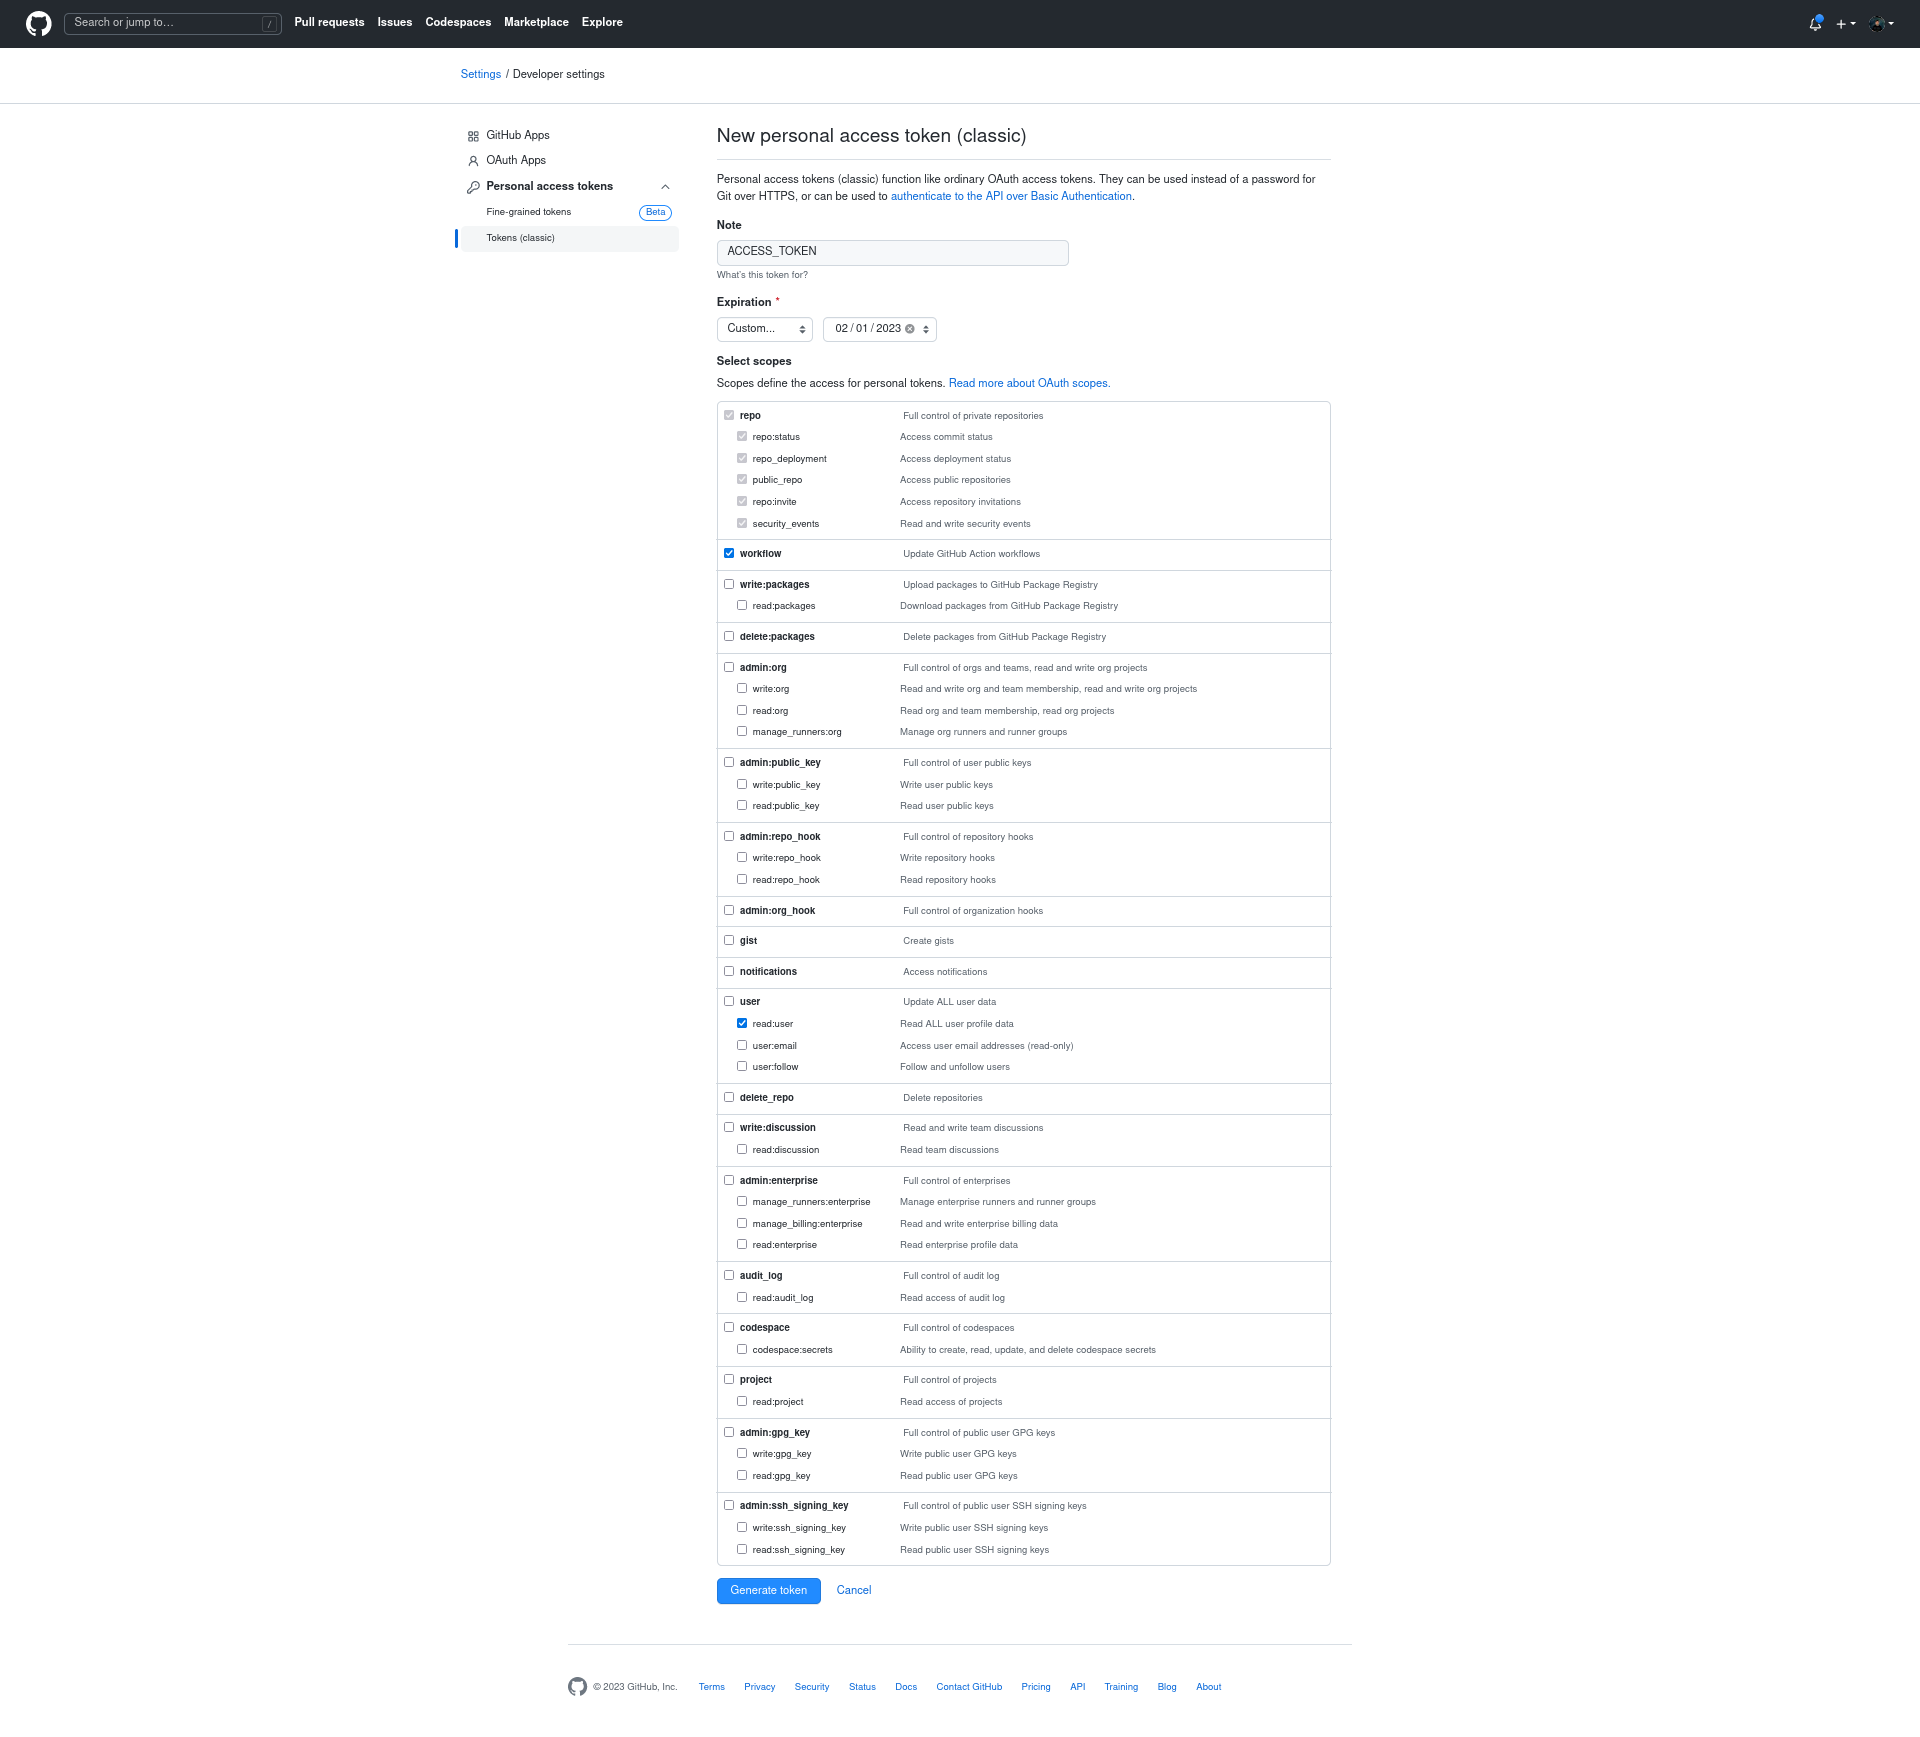 Search or jump to... /
Pull requests Issues Codespaces Marketplace Explore
Settings / Developer settings
GitHub Apps
OAuth Apps
Personal access tokens
Fine-grained tokens Beta
Tokens (classic)
New personal access token (classic)
Personal access tokens (classic) function like ordinary OAuth access tokens. They can be used instead of a password for
Git over HTTPS, or can be used to authenticate to the API over Basic Authentication.
Note
ACCESS_TOKEN
What's this token for?
Expiration *
Custom... 02 / 01 / 2023
Select scopes
Scopes define the access for personal tokens. Read more about OAuth scopes.
repo Full control of private repositories
repo:status Access commit status
repo_deployment Access deployment status
public_repo Access public repositories
repo:invite Access repository invitations
security_events Read and write security events
workflow Update GitHub Action workflows
write:packages Upload packages to GitHub Package Registry
read:packages Download packages from GitHub Package Registry
delete:packages Delete packages from GitHub Package Registry
admin:org Full control of orgs and teams, read and write org projects
write:org Read and write org and team membership, read and write org projects
read:org Read org and team membership, read org projects
manage_runners:org Manage org runners and runner groups
admin:public_key Full control of user public keys
write:public_key Write user public keys
read:public_key Read user public keys
admin:repo_hook Full control of repository hooks
write:repo_hook Write repository hooks
read:repo_hook Read repository hooks
admin:org_hook Full control of organization hooks
gist Create gists
notifications Access notifications
user Update ALL user data
read:user Read ALL user profile data
user:email Access user email addresses (read-only)
user:follow Follow and unfollow users
delete_repo Delete repositories
write:discussion Read and write team discussions
read:discussion Read team discussions
admin:enterprise Full control of enterprises
manage_runners:enterprise Manage enterprise runners and runner groups
manage_billing:enterprise Read and write enterprise billing data
read:enterprise Read enterprise profile data
audit_log Full control of audit log
read:audit_log Read access of audit log
codespace Full control of codespaces
codespace:secrets Ability to create, read, update, and delete codespace secrets
project Full control of projects
read:project Read access of projects
admin:gpg_key Full control of public user GPG keys
write:gpg_key Write public user GPG keys
read:gpg_key Read public user GPG keys
admin:ssh_signing_key Full control of public user SSH signing keys
write:ssh_signing_key Write public user SSH signing keys
read:ssh_signing_key Read public user SSH signing keys
Generate token Cancel
© 2023 GitHub, Inc. Terms Privacy Security Status Docs Contact GitHub Pricing API Training Blog About